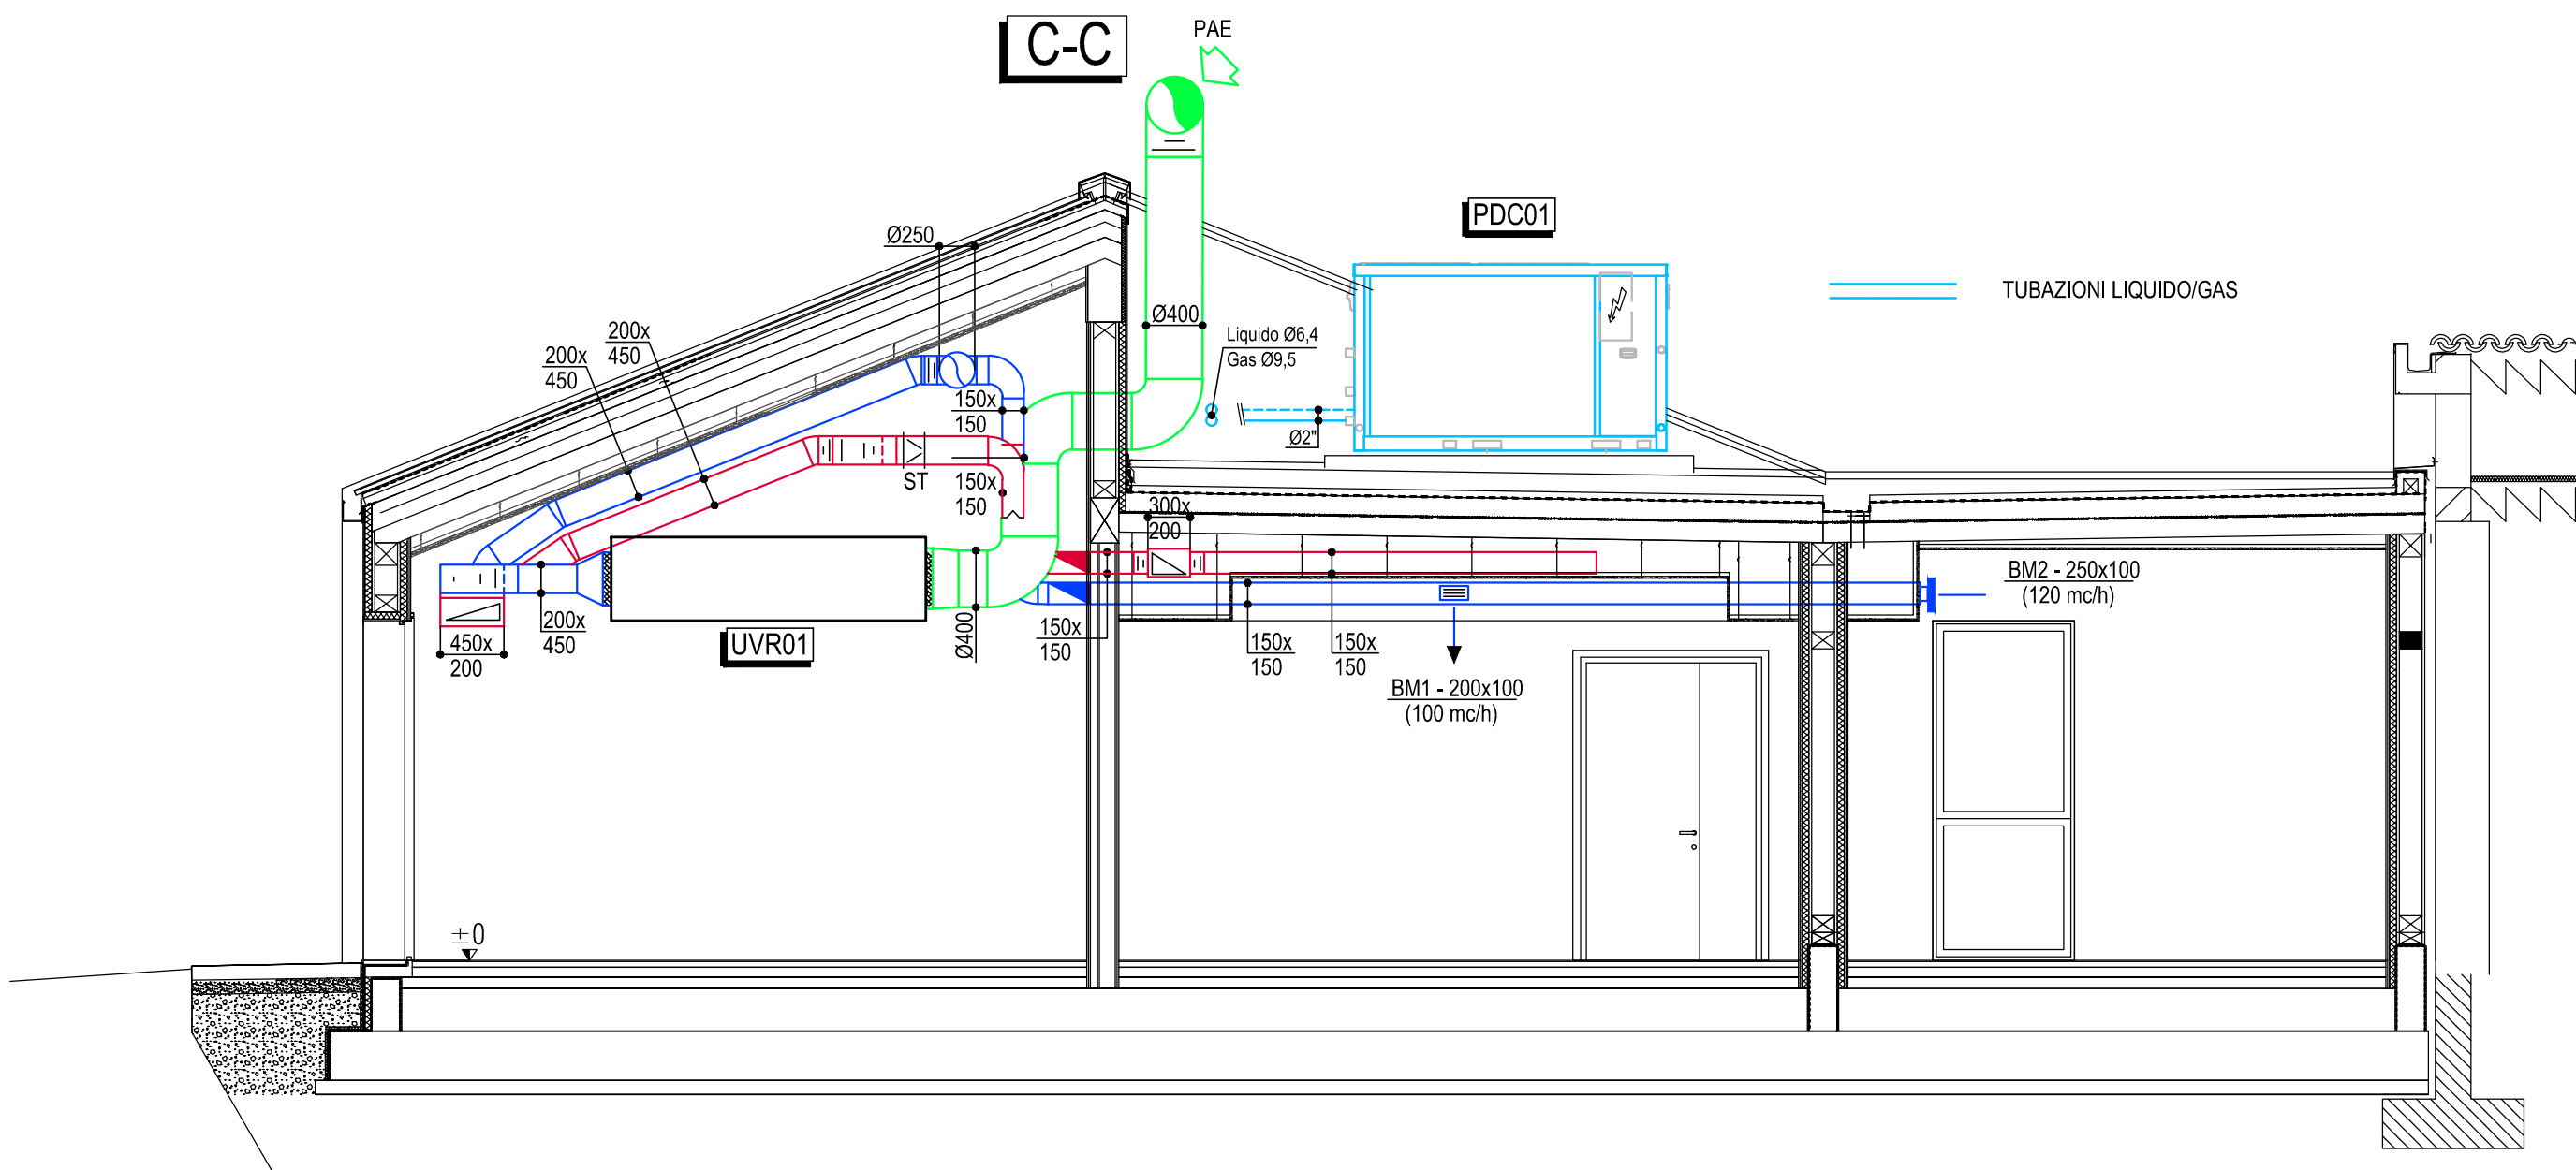 C-C
PAE
PDC01
TUBAZIONI LIQUIDO/GAS
Ø250
Ø400
Liquido Ø6,4
Gas Ø9,5
200x
450
200x
450
150x
150
Ø2"
ST
150x
150
300x
200
BM2 - 250x100
(120 mc/h)
450x
200
200x
450
UVR01
Ø400
150x
150
150x
150
150x
150
BM1 - 200x100
(100 mc/h)
±0